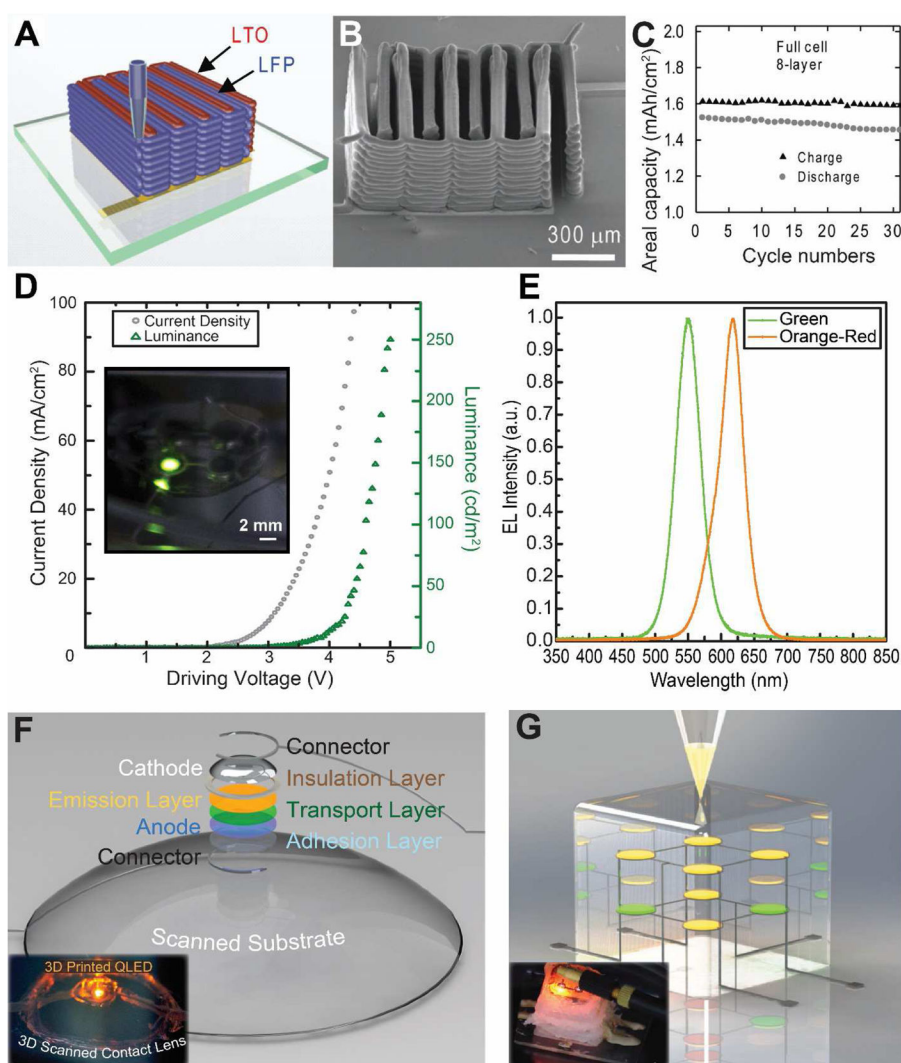 A
LTO
LFP
B
300 μm
C
Areal capacity (mAh/cm²)
2.0
1.8
1.6
1.4
1.2
1.0
Full cell
8-layer
Charge
Discharge
0
5
10
15
20
25
30
Cycle numbers
D
Current Density (mA/cm²)
100
80
60
40
20
0
Current Density
Luminance
2 mm
1
2
3
4
5
Driving Voltage (V)
250
200
150
100
50
0
Luminance (cd/m²)
E
EL Intensity (a.u.)
1.0
0.9
0.8
0.7
0.6
0.5
0.4
0.3
0.2
0.1
0.0
Green
Orange-Red
350
400
450
500
550
600
650
700
750
800
850
Wavelength (nm)
F
Connector
Cathode
Insulation Layer
Emission Layer
Transport Layer
Anode
Adhesion Layer
Connector
Scanned Substrate
3D Printed QLED
3D Scanned Contact Lens
G